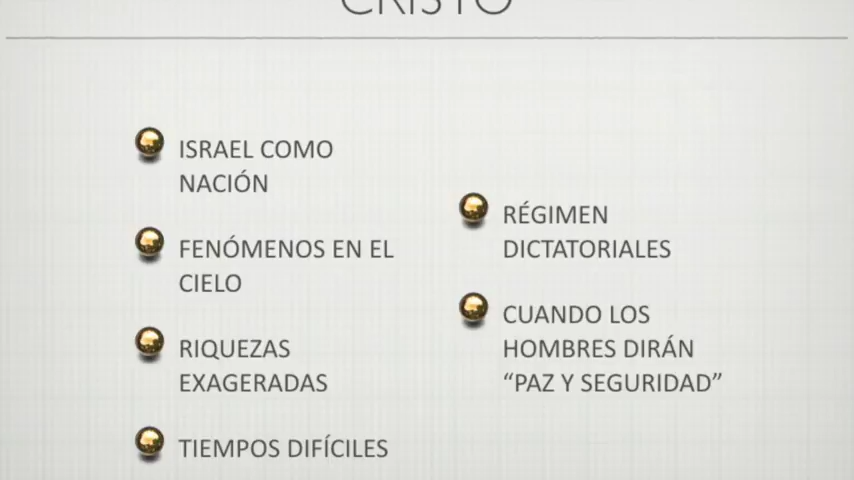 CRISTO
ISRAEL COMO
NACIÓN
FENÓMENOS EN EL
CIELO
RIQUEZAS
EXAGERADAS
TIEMPOS DIFÍCILES
RÉGIMEN
DICTATORIALES
CUANDO LOS
HOMBRES DIRÁN
“PAZ Y SEGURIDAD”